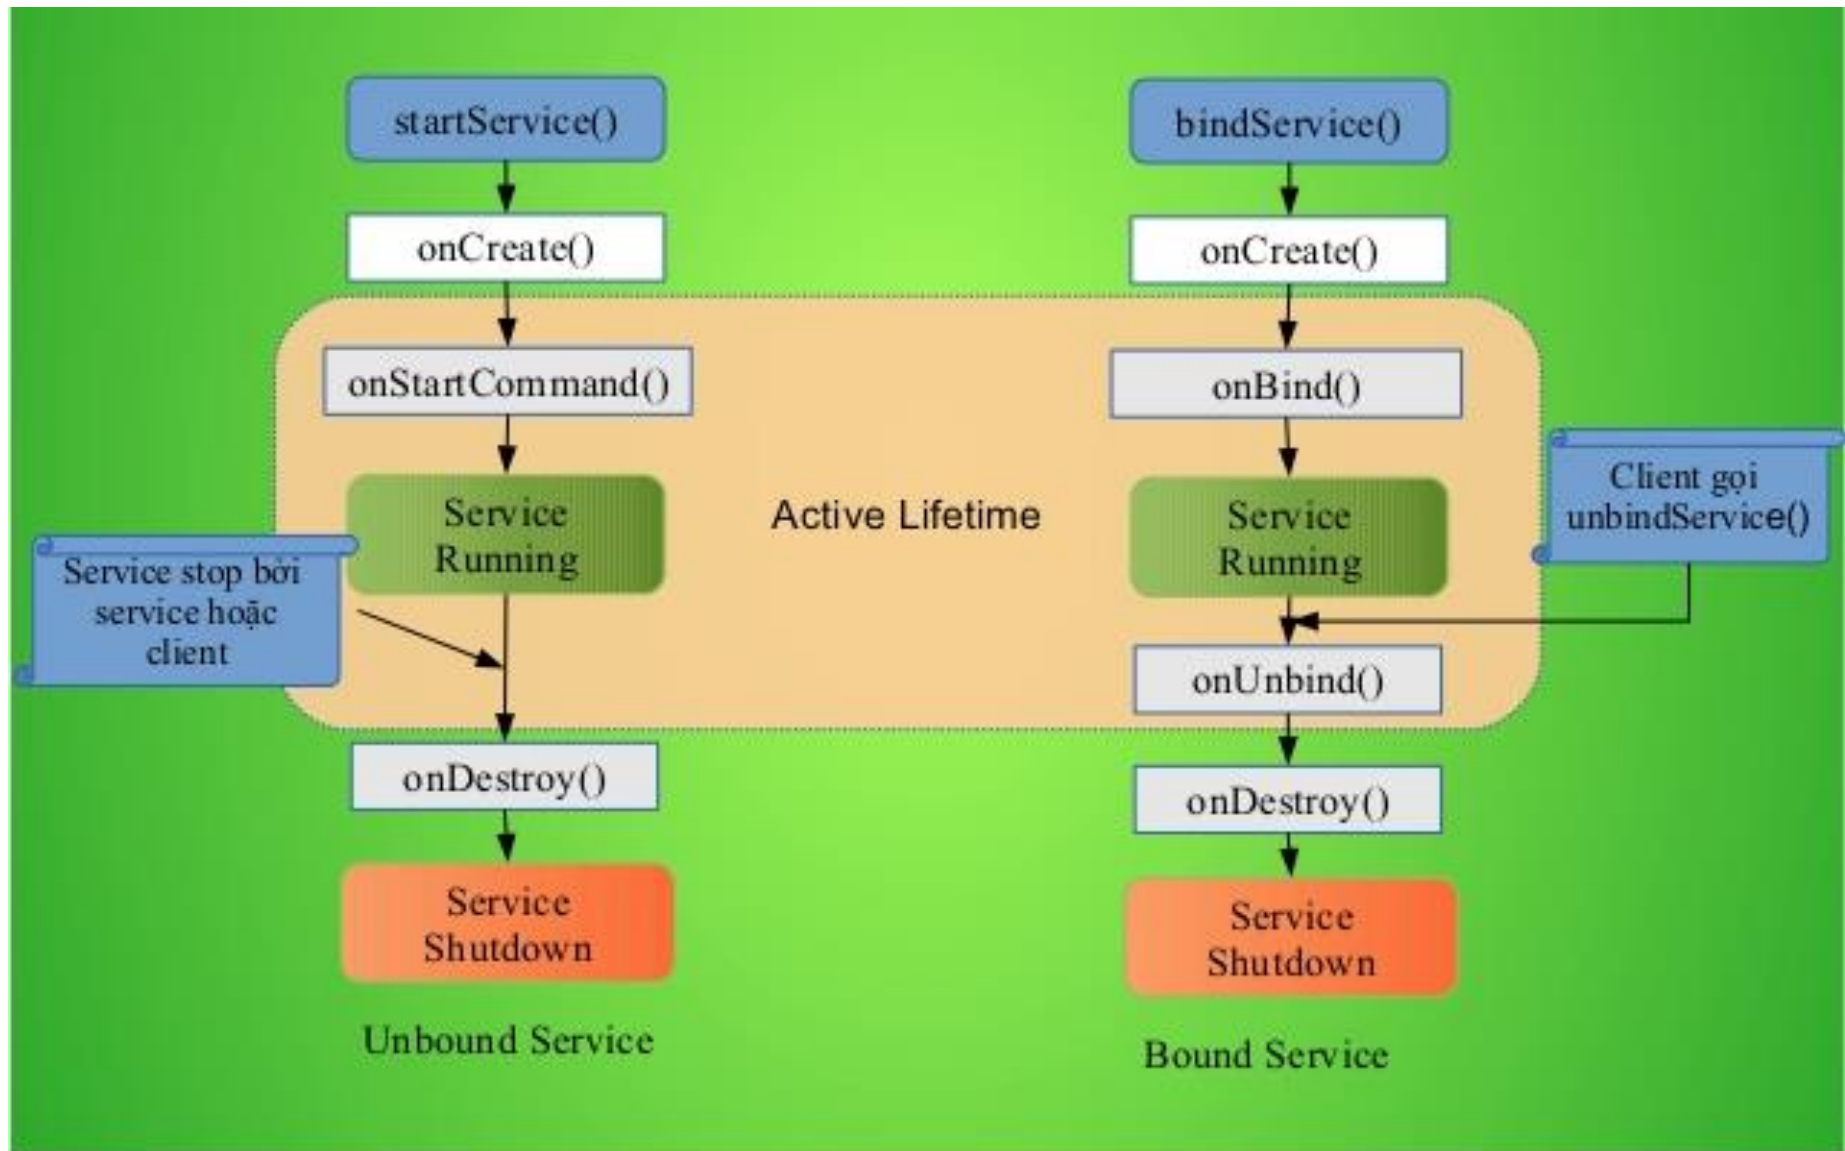 startService()
onCreate()
onStartCommand()
Service
Running
Service stop bởi
service hoặc
client
onDestroy()
Service
Shutdown
Unbound Service
Active Lifetime
bindService()
onCreate()
onBind()
Service
Running
Client gọi
unbindService()
onUnbind()
onDestroy()
Service
Shutdown
Bound Service